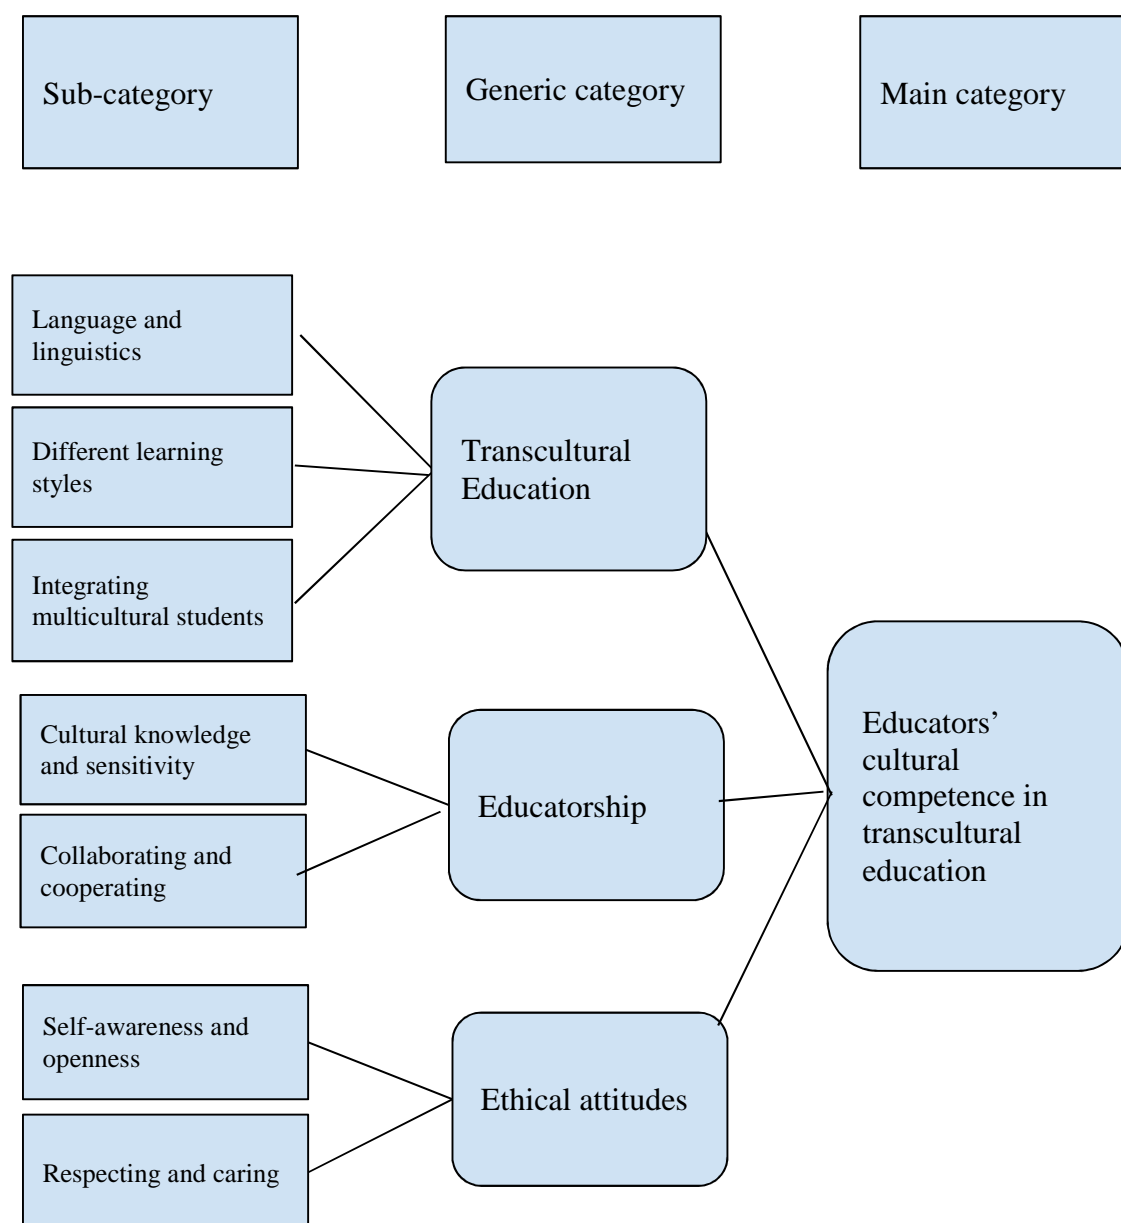 Sub-category
Generic category
Main category
Language and
linguistics
Different learning
styles
Integrating
multicultural students
Transcultural
Education
Cultural knowledge
and sensitivity
Collaborating and
cooperating
Educatorship
Self-awareness and
openness
Respecting and caring
Ethical attitudes
Educators’
cultural
competence in
transcultural
education